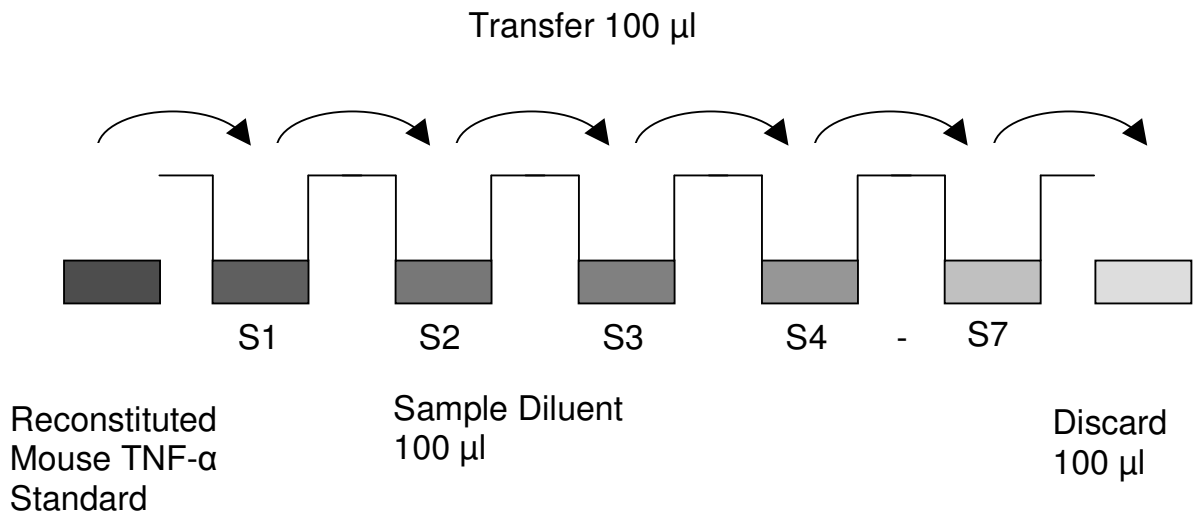 Transfer 100 µl
S1 S2 S3 S4 - S7
Reconstituted
Mouse TNF-α
Standard
Sample Diluent
100 µl
Discard
100 µl